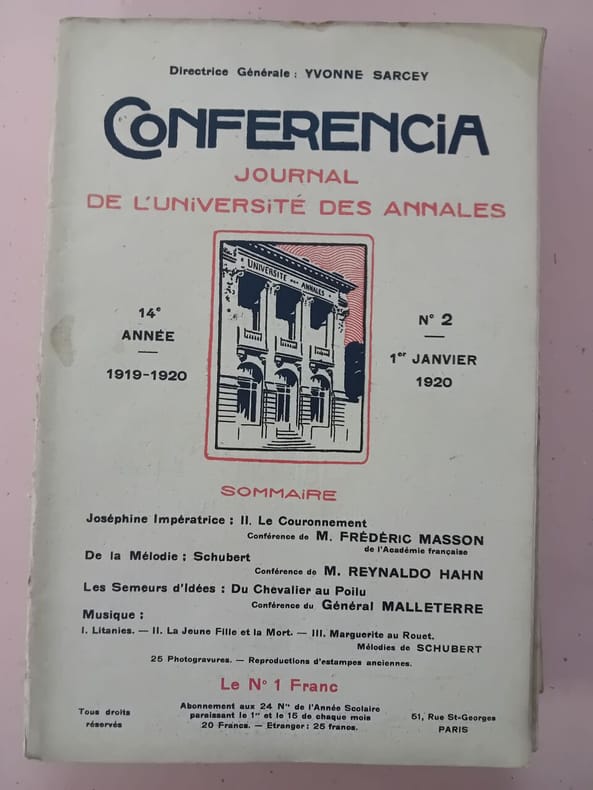 Directrice Générale : YVONNE SARCEY
CONFERENCIA
JOURNAL
DE L'UNIVERSITÉ DES ANNALES
UNIVERSITÉ DES ANNALES
14e
ANNÉE
1919-1920
N° 2
1er JANVIER
1920
SOMMAIRE
Joséphine Impératrice : II. Le Couronnement
Conférence de M. FRÉDÉRIC MASSON
de l'Académie française
De la Mélodie ; Schubert
Conférence de M. REYNALDO HAHN
Les Semeurs d'Idées : Du Chevalier au Poilu
Conférence du Général MALLETERRE
Musique :
I. Litanies. — II. La Jeune Fille et la Mort. — III. Marguerite au Rouet.
Mélodies de SCHUBERT
25 Photogravures. — Reproductions d'estampes anciennes.
Le N° 1 Franc
Tous droits
réservés
Abonnement aux 24 Nos de l'Année Scolaire
paraissant le 1er et le 15 de chaque mois
20 Francs. — Etranger : 25 francs.
51, Rue St-Georges
PARIS